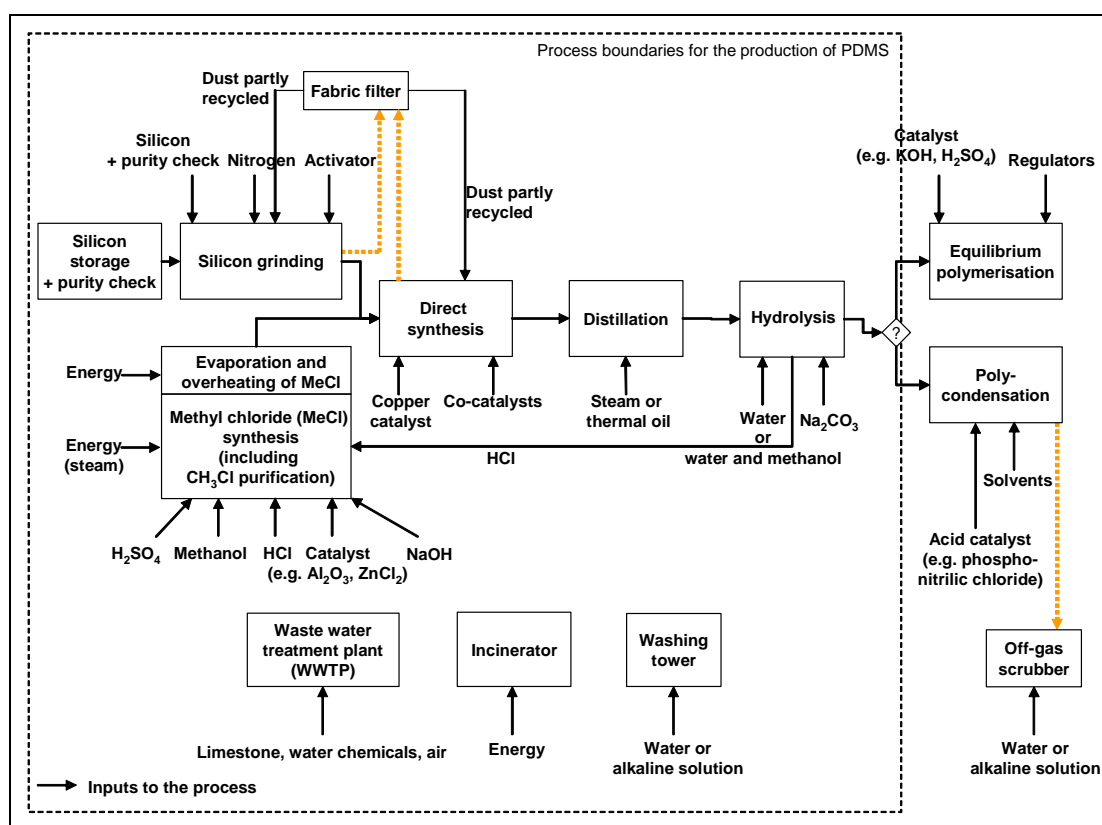 Process boundaries for the production of PDMS
Dust partly
recycled
Fabric filter
Silicon
+ purity check
Nitrogen
Activator
Dust partly
recycled
Catalyst
(e.g. KOH, H₂SO₄)
Regulators
Silicon
storage
+ purity check
Silicon grinding
Equilibrium
polymerisation
Direct
synthesis
Distillation
Hydrolysis
?
Energy
Evaporation and
overheating of MeCl
Poly-
condensation
Copper
catalyst
Co-catalysts
Steam or
thermal oil
Water
or
water and methanol
Na₂CO₃
Energy
(steam)
Methyl chloride (MeCl)
synthesis
(including
CH₃Cl purification)
HCl
Solvents
H₂SO₄
Methanol
HCl
Catalyst
(e.g. Al₂O₃, ZnCl₂)
NaOH
Acid catalyst
(e.g. phospho-
nitrilic chloride)
Waste water
treatment plant
(WWTP)
Incinerator
Washing
tower
Off-gas
scrubber
Limestone, water chemicals, air
Energy
Water or
alkaline solution
Water or
alkaline solution
Inputs to the process